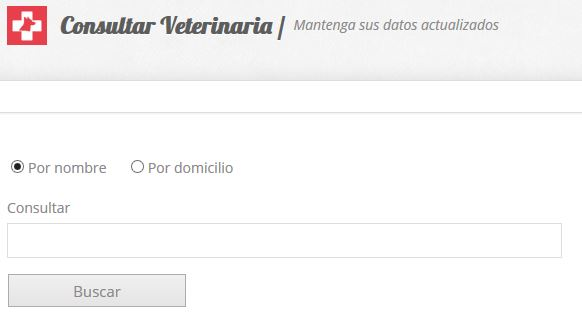 Consultar Veterinaria / Mantenga sus datos actualizados
Por nombre Por domicilio
Consultar
Buscar